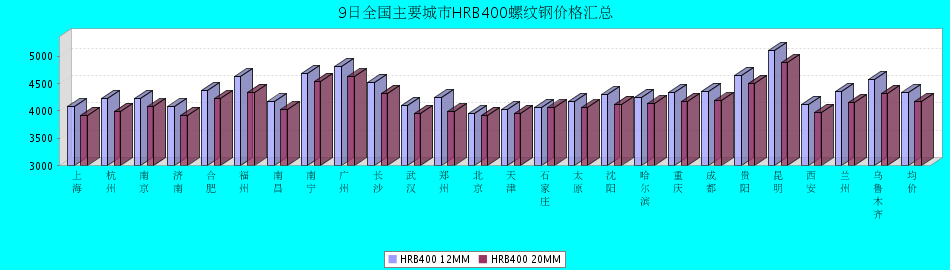 9日全国主要城市HRB400螺纹钢价格汇总
5000
4500
4000
3500
3000
上海
杭州
南京
济南
合肥
福州
南昌
南宁
广州
长沙
武汉
郑州
北京
天津
石家庄
太原
沈阳
哈尔滨
重庆
成都
贵阳
昆明
西安
兰州
乌鲁木齐
均价
HRB400 12MM HRB400 20MM